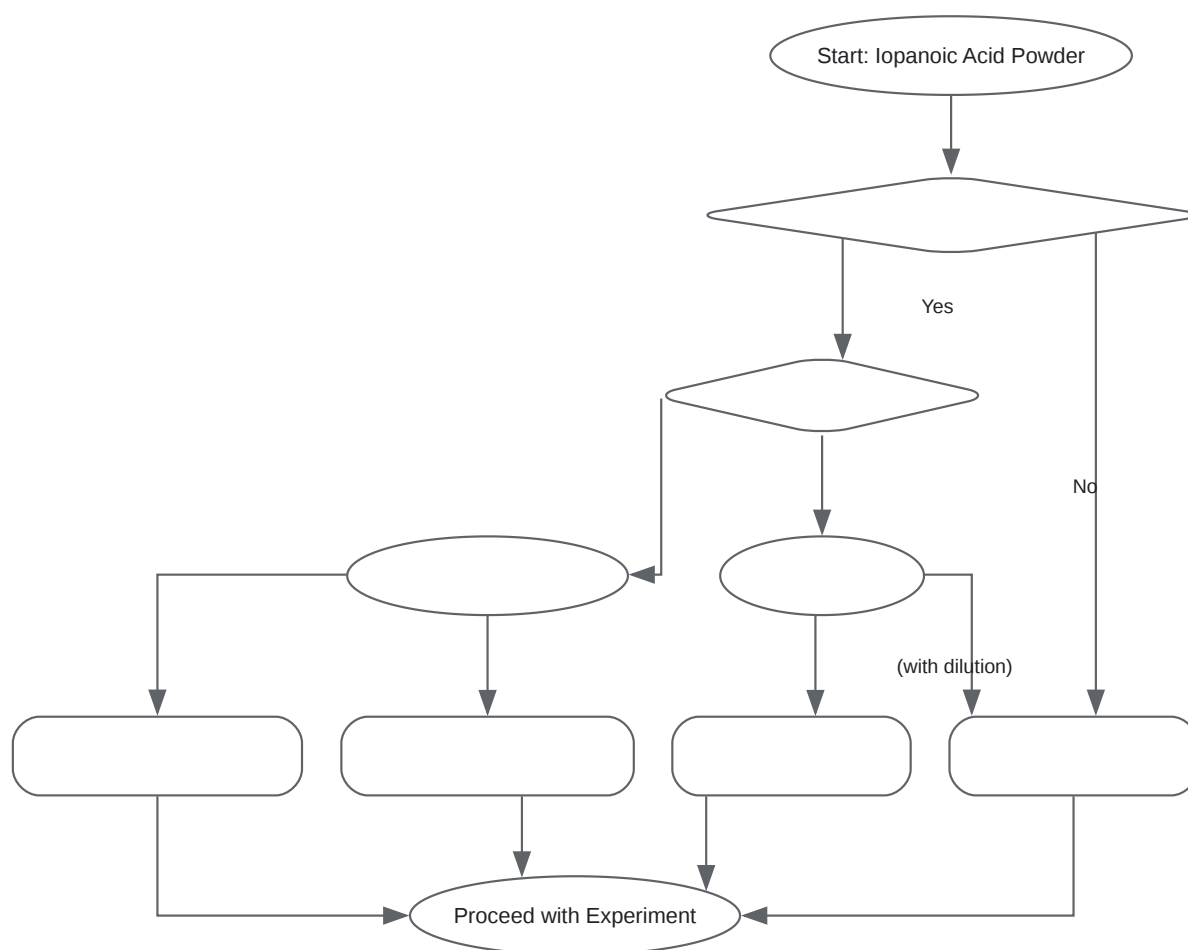 Start: Iopanoic Acid Powder
Yes
No
(with dilution)
Proceed with Experiment